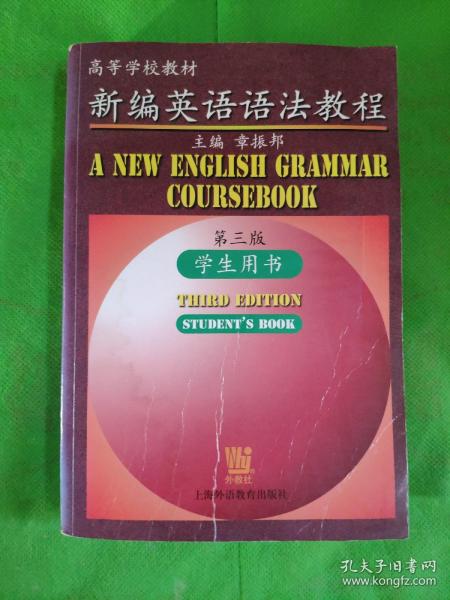 高等学校教材
新编英语语法教程
主编 章振邦
A NEW ENGLISH GRAMMAR
COURSEBOOK
第三版
学生用书
THIRD EDITION
STUDENT'S BOOK
Why
外教社
上海外语教育出版社
孔夫子旧书网
www.kongfz.com